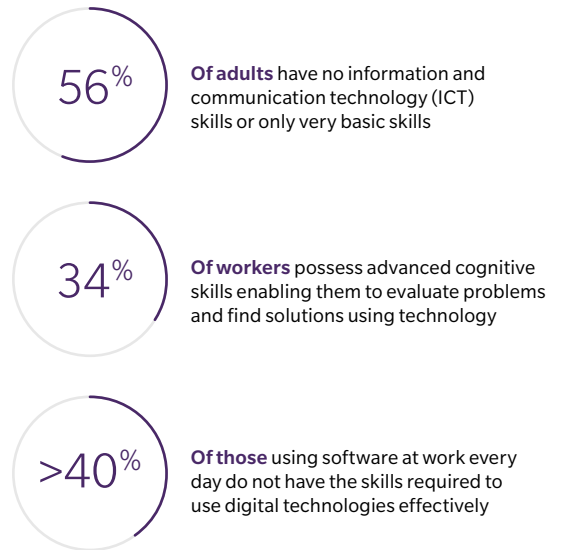 56%
Of adults have no information and
communication technology (ICT)
skills or only very basic skills
34%
Of workers possess advanced cognitive
skills enabling them to evaluate problems
and find solutions using technology
>40%
Of those using software at work every
day do not have the skills required to
use digital technologies effectively